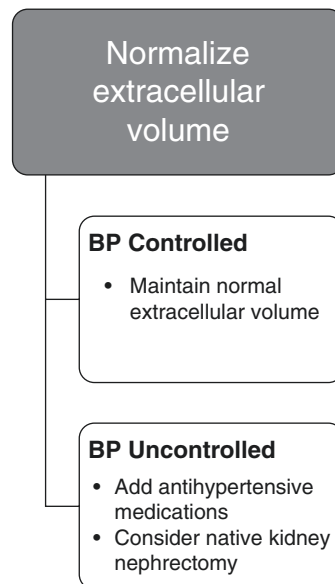 Normalize
extracellular
volume
BP Controlled
• Maintain normal
extracellular volume
BP Uncontrolled
• Add antihypertensive
medications
• Consider native kidney
nephrectomy